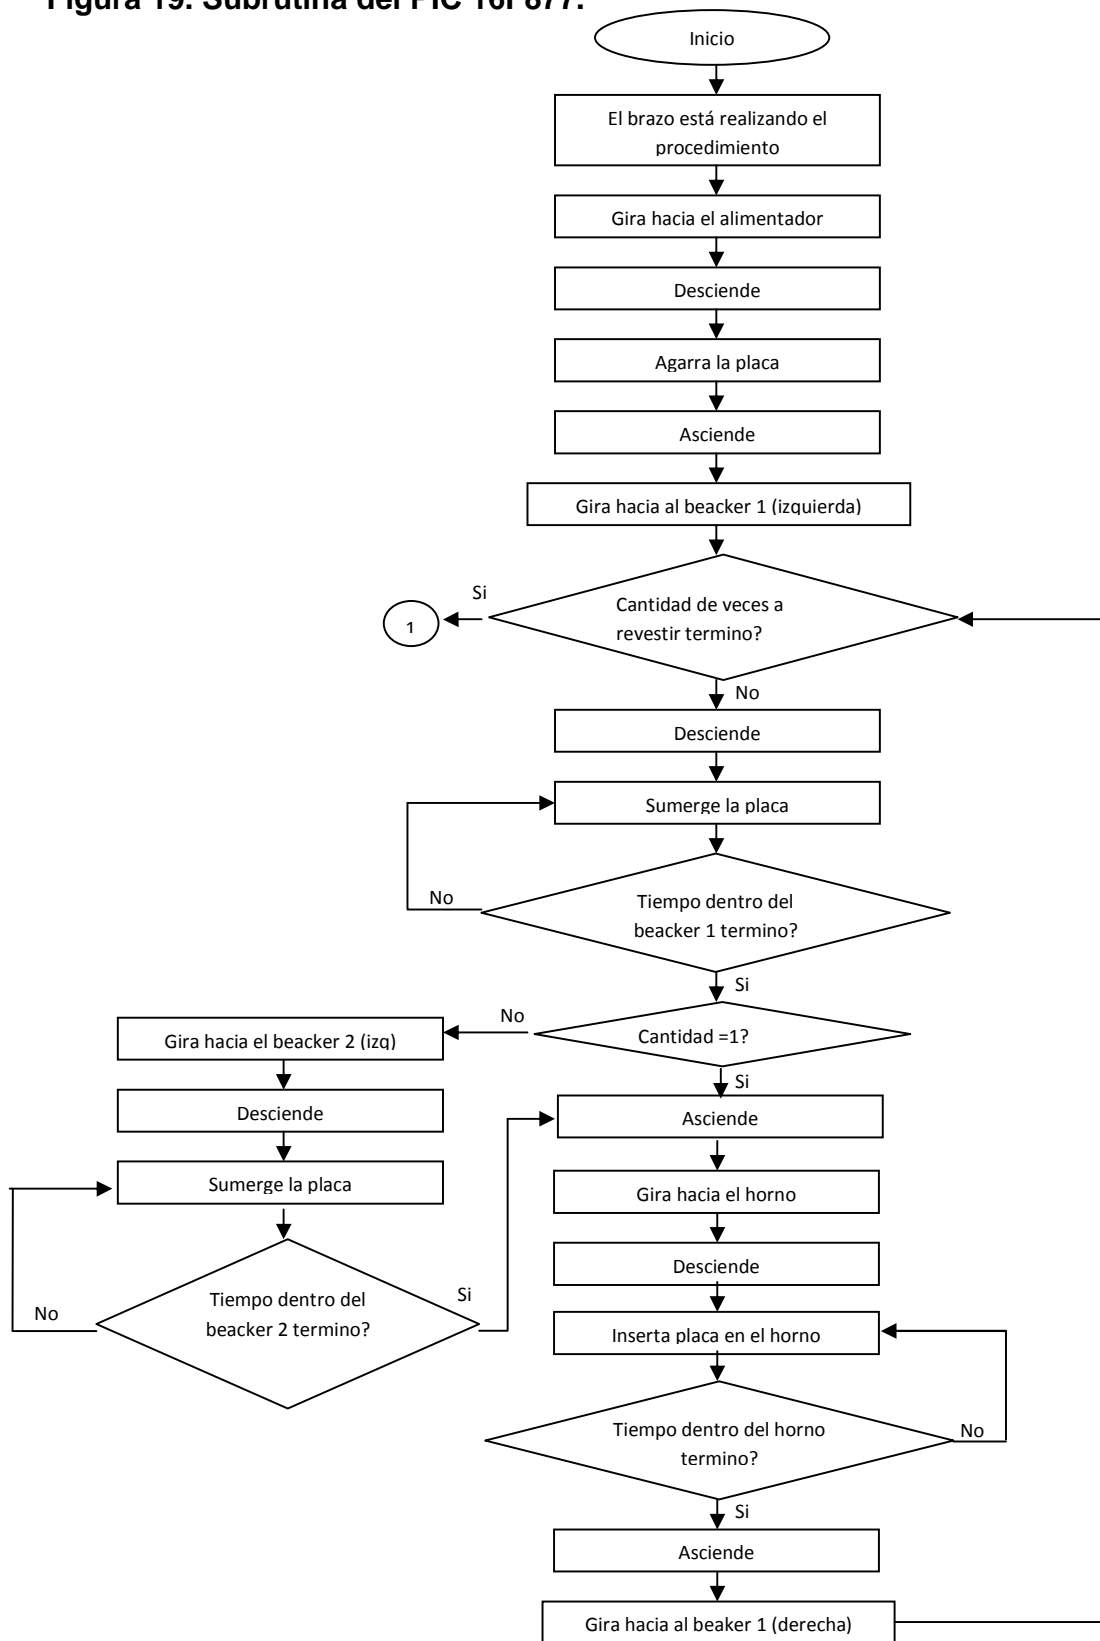 Figura 19. Subrutina del PIC 16F877.
Inicio
El brazo está realizando el
procedimiento
Gira hacia el alimentador
Desciende
Agarra la placa
Asciende
Gira hacia al beacker 1 (izquierda)
Si
Cantidad de veces a
revestir termino?
1
No
Desciende
Sumerge la placa
No
Tiempo dentro del
beacker 1 termino?
Si
No
Cantidad =1?
Gira hacia el beacker 2 (izq)
Si
Desciende
Asciende
Sumerge la placa
Gira hacia el horno
Desciende
Tiempo dentro del
beacker 2 termino?
Si
No
Inserta placa en el horno
Tiempo dentro del horno
termino?
No
Si
Asciende
Gira hacia al beaker 1 (derecha)